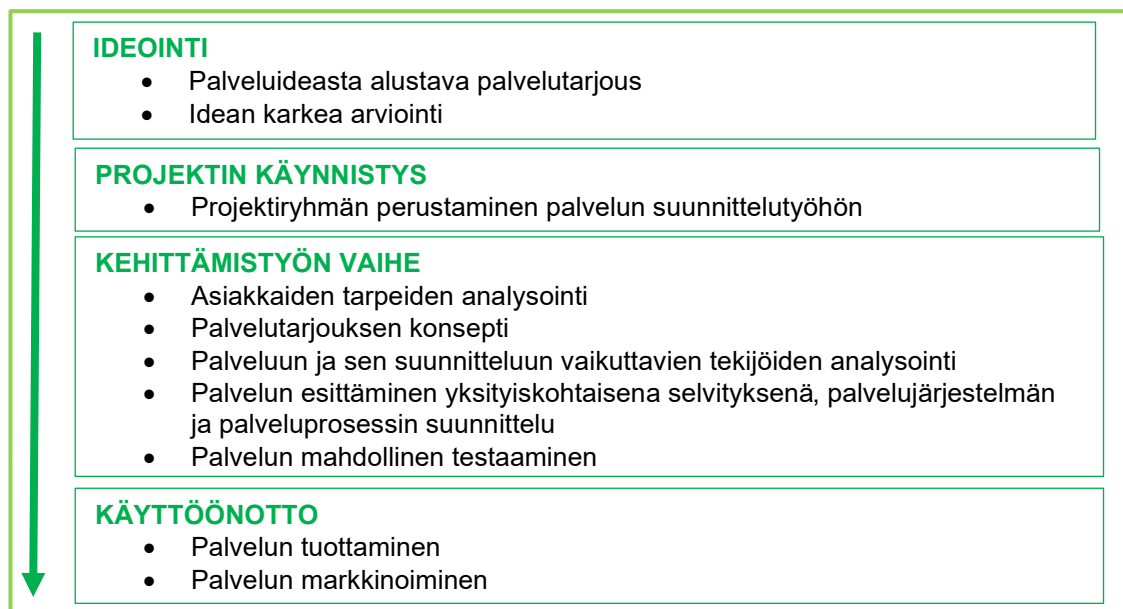 IDEOINTI
• Palveluideasta alustava palvelutarjous
• Idean karkea arviointi
PROJEKTIN KÄYNNISTYS
• Projektiryhmän perustaminen palvelun suunnittelutyöhön
KEHITTÄMISTYÖN VAIHE
• Asiakkaiden tarpeiden analysointi
• Palvelutarjouksen konsepti
• Palveluun ja sen suunnitteluun vaikuttavien tekijöiden analysointi
• Palvelun esittäminen yksityiskohtaisena selvityksenä, palvelujärjestelmän
ja palveluprosessin suunnittelu
• Palvelun mahdollinen testaaminen
KÄYTTÖÖNOTTO
• Palvelun tuottaminen
• Palvelun markkinoiminen